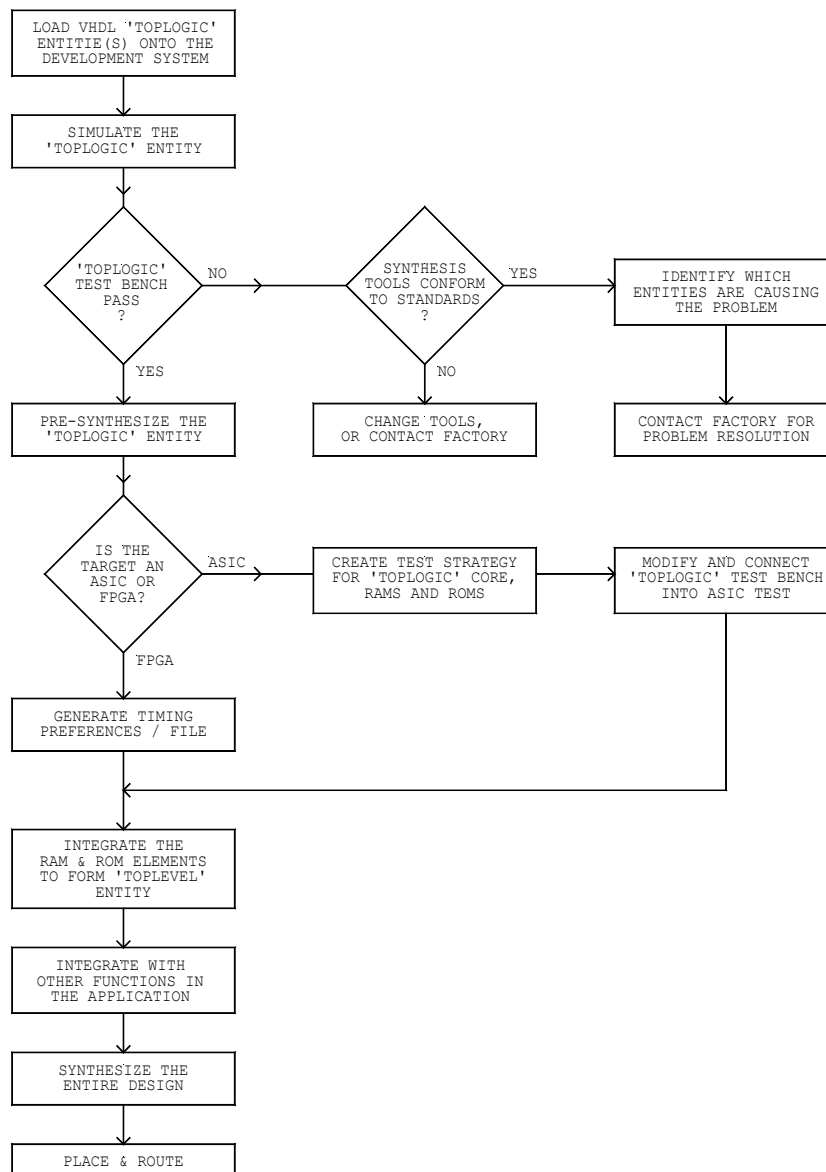 LOAD VHDL 'TOPLOGIC'
ENTITIE(S) ONTO THE
DEVELOPMENT SYSTEM
SIMULATE THE
'TOPLOGIC' ENTITY
'TOPLOGIC'
TEST BENCH
PASS
?
NO
SYNTHESIS
TOOLS CONFORM
TO STANDARDS
?
YES
IDENTIFY WHICH
ENTITIES ARE CAUSING
THE PROBLEM
YES
NO
PRE-SYNTHESIZE THE
'TOPLOGIC' ENTITY
CHANGE TOOLS,
OR CONTACT FACTORY
CONTACT FACTORY FOR
PROBLEM RESOLUTION
IS THE
TARGET AN
ASIC OR
FPGA?
ASIC
CREATE TEST STRATEGY
FOR 'TOPLOGIC' CORE,
RAMS AND ROMS
MODIFY AND CONNECT
'TOPLOGIC' TEST BENCH
INTO ASIC TEST
FPGA
GENERATE TIMING
PREFERENCES / FILE
INTEGRATE THE
RAM & ROM ELEMENTS
TO FORM 'TOPLEVEL'
ENTITY
INTEGRATE WITH
OTHER FUNCTIONS IN
THE APPLICATION
SYNTHESIZE THE
ENTIRE DESIGN
PLACE & ROUTE